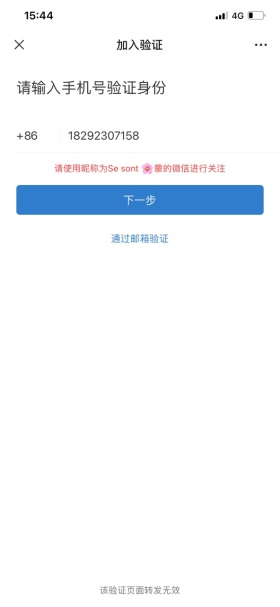 15:44
4G
加入验证
请输入手机号验证身份
+86 18292307158
请使用昵称为Se sont 🌸蒙的微信进行关注
下一步
通过邮箱验证
该验证页面转发无效